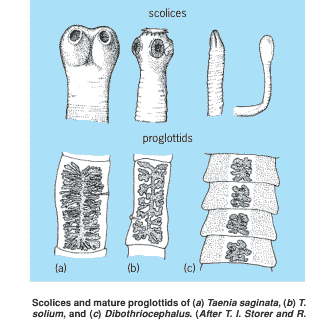 scolices
proglottids
(a) (b) (c)
Scolices and mature proglottids of (a) Taenia saginata, (b) T.
solium, and (c) Dibothriocephalus. (After T. I. Storer and R.